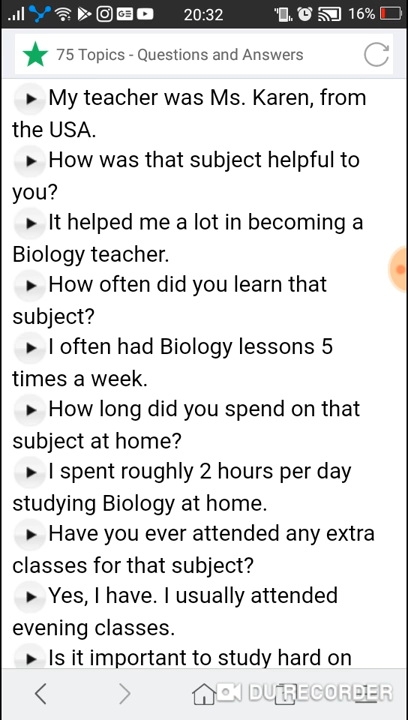 20:32 16%
75 Topics - Questions and Answers
My teacher was Ms. Karen, from
the USA.
How was that subject helpful to
you?
It helped me a lot in becoming a
Biology teacher.
How often did you learn that
subject?
I often had Biology lessons 5
times a week.
How long did you spend on that
subject at home?
I spent roughly 2 hours per day
studying Biology at home.
Have you ever attended any extra
classes for that subject?
Yes, I have. I usually attended
evening classes.
Is it important to study hard on
DU RECORDER